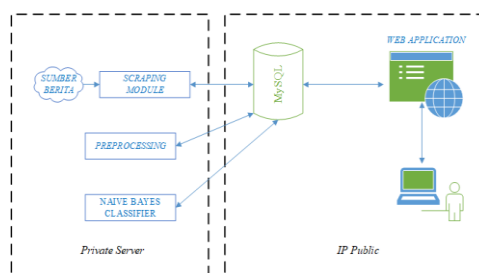 SUMBER
BERITA
SCRAPING
MODULE
PREPROCESSING
NAIVE BAYES
CLASSIFIER
Private Server
MySQL
WEB APPLICATION
IP Public